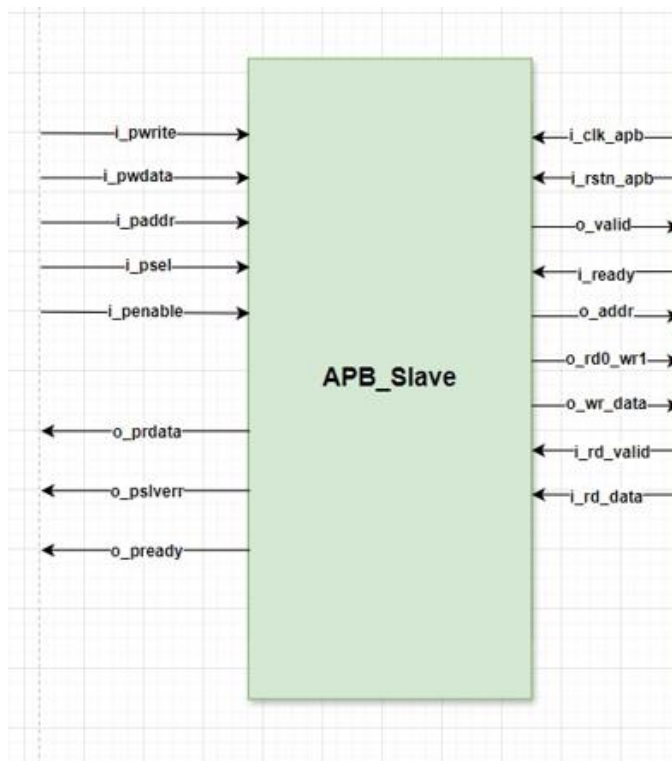 i_pwrite
i_pwdata
i_paddr
i_psel
i_penable
o_prdata
o_pslverr
o_pready
APB_Slave
i_clk_apb
i_rstn_apb
o_valid
i_ready
o_addr
o_rd0_wr1
o_wr_data
i_rd_valid
i_rd_data